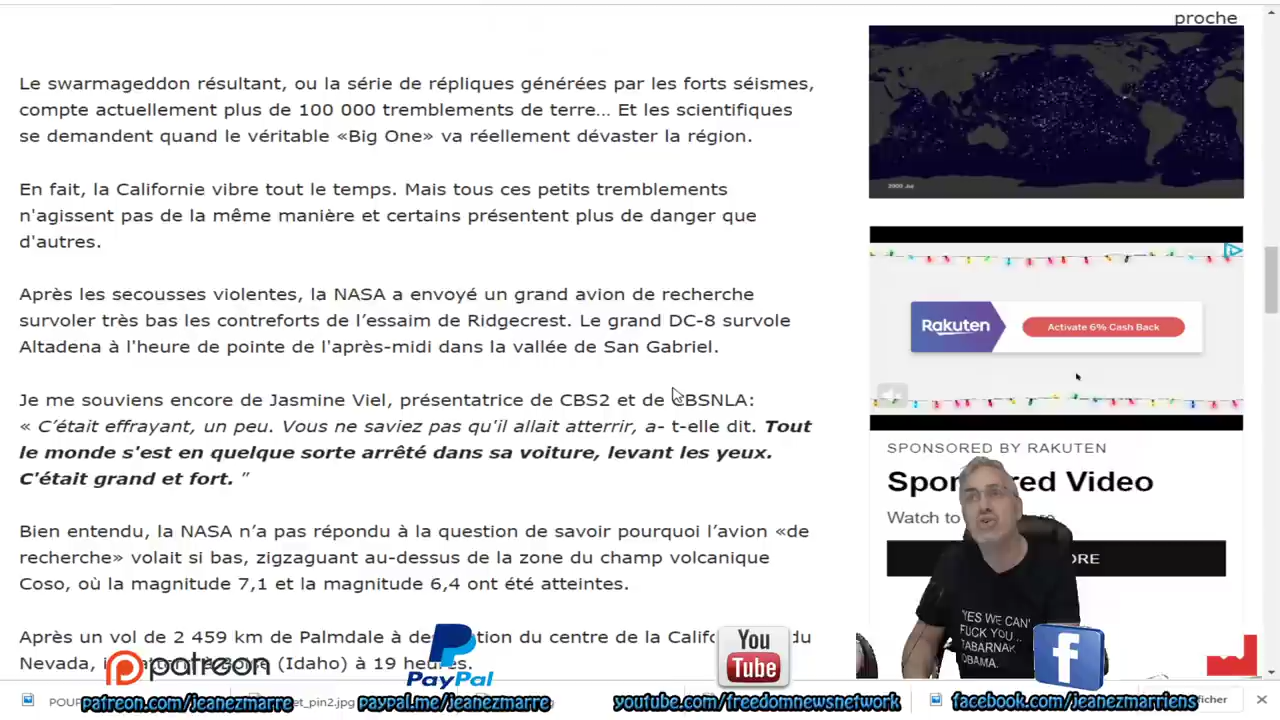 proche
Le swarmageddon résultant, ou la série de répliques générées par les forts séismes,
compte actuellement plus de 100 000 tremblements de terre... Et les scientifiques
se demandent quand le véritable «Big One» va réellement dévaster la région.
En fait, la Californie vibre tout le temps. Mais tous ces petits tremblements
n'agissent pas de la même manière et certains présentent plus de danger que
d'autres.
Après les secousses violentes, la NASA a envoyé un grand avion de recherche
survoler très bas les contreforts de l’essaim de Ridgecrest. Le grand DC-8 survole
Altadena à l'heure de pointe de l'après-midi dans la vallée de San Gabriel.
Je me souviens encore de Jasmine Viel, présentatrice de CBS2 et de CBSNLA:
« C’était effrayant, un peu. Vous ne saviez pas qu'il allait atterrir, a- t-elle dit. Tout
le monde s'est en quelque sorte arrêté dans sa voiture, levant les yeux.
C'était grand et fort. ”
Bien entendu, la NASA n’a pas répondu à la question de savoir pourquoi l’avion «de
recherche» volait si bas, zigzaguant au-dessus de la zone du champ volcanique
Coso, où la magnitude 7,1 et la magnitude 6,4 ont été atteintes.
Après un vol de 2 459 km de Palmdale à du centre de la du
Nevada, (Idaho) à 19 heures.
Rakuten
Activate 6% Cash Back
SPONSORED BY RAKUTEN
Video
Watch
"YES WE CAN'
FUCK YOU...
TABARNAK
OBAMA.
patreon
PayPal
You
Tube
f
POUP
et_pin2.jpg
patreon.com/jeanezmarre
paypal.me/jeanezmarre
youtube.com/freedomnewsnetwork
facebook.com/jeanezmarriens